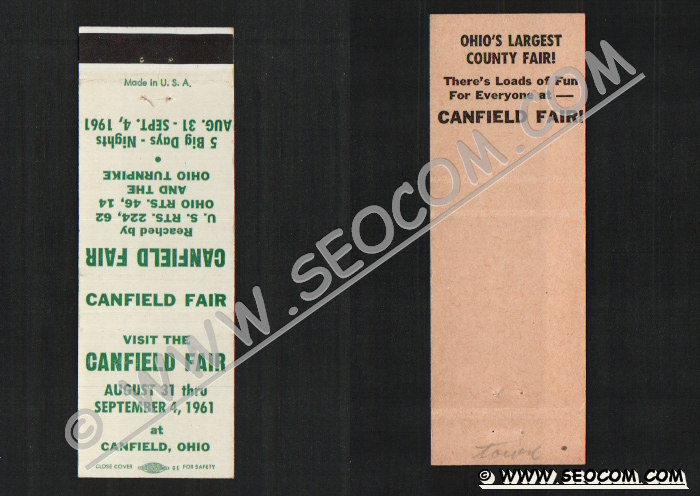 Made in U. S. A.
5 Big Days - Nights
AUG. 31 - SEPT. 4, 1961
•
Reached by
U. S. RTS. 224, 62
OHIO RTS. 46, 14
AND THE
OHIO TURNPIKE
CANFIELD FAIR
CANFIELD FAIR
VISIT THE
CANFIELD FAIR
AUGUST 31 thru
SEPTEMBER 4, 1961
at
CANFIELD, OHIO
CLOSE COVER FOR SAFETY
OHIO'S LARGEST
COUNTY FAIR!
There's Loads of Fun
For Everyone at —
CANFIELD FAIR!
town
© WWW.SEOCOM.COM
© WWW.SEOCOM.COM